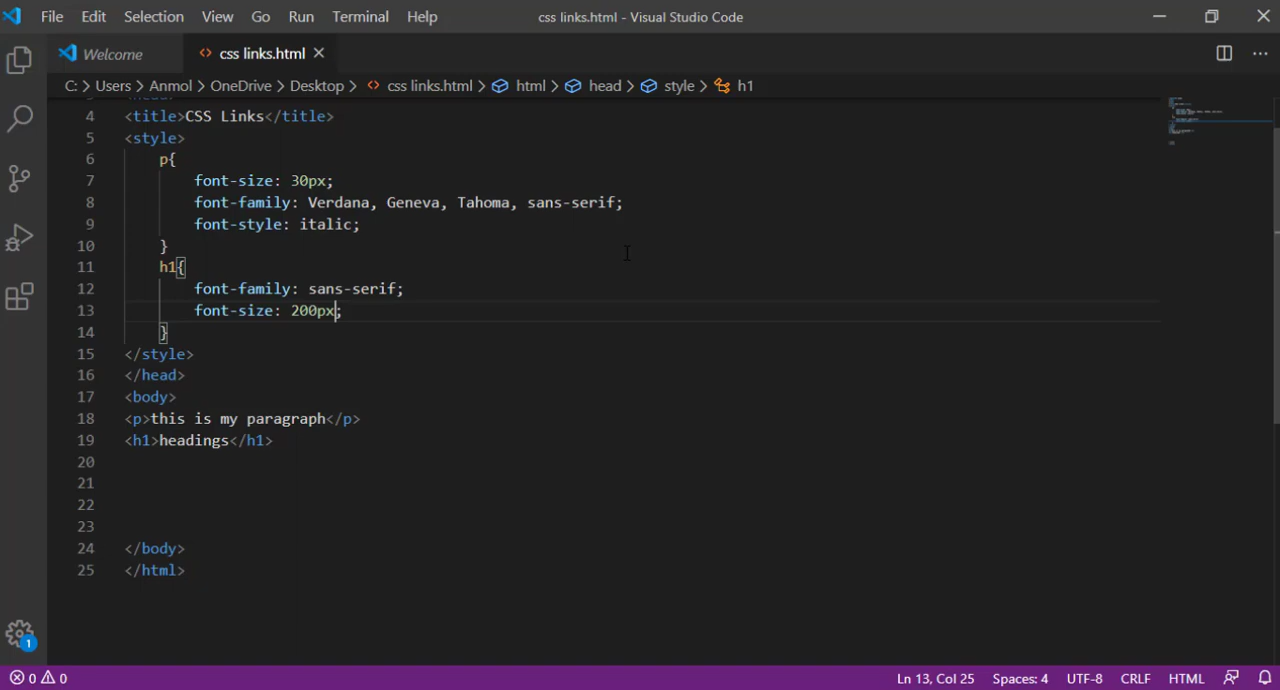 File Edit Selection View Go Run Terminal Help css links.html - Visual Studio Code
Welcome css links.html
C: > Users > Anmol > OneDrive > Desktop > css links.html > html > head > style > h1
4 <title>CSS Links</title>
5 <style>
6 p{
7 font-size: 30px;
8 font-family: Verdana, Geneva, Tahoma, sans-serif;
9 font-style: italic;
10 }
11 h1{
12 font-family: sans-serif;
13 font-size: 200px;
14 }
15 </style>
16 </head>
17 <body>
18 <p>this is my paragraph</p>
19 <h1>headings</h1>
20
21
22
23
24 </body>
25 </html>
1
0 0 Ln 13, Col 25 Spaces: 4 UTF-8 CRLF HTML